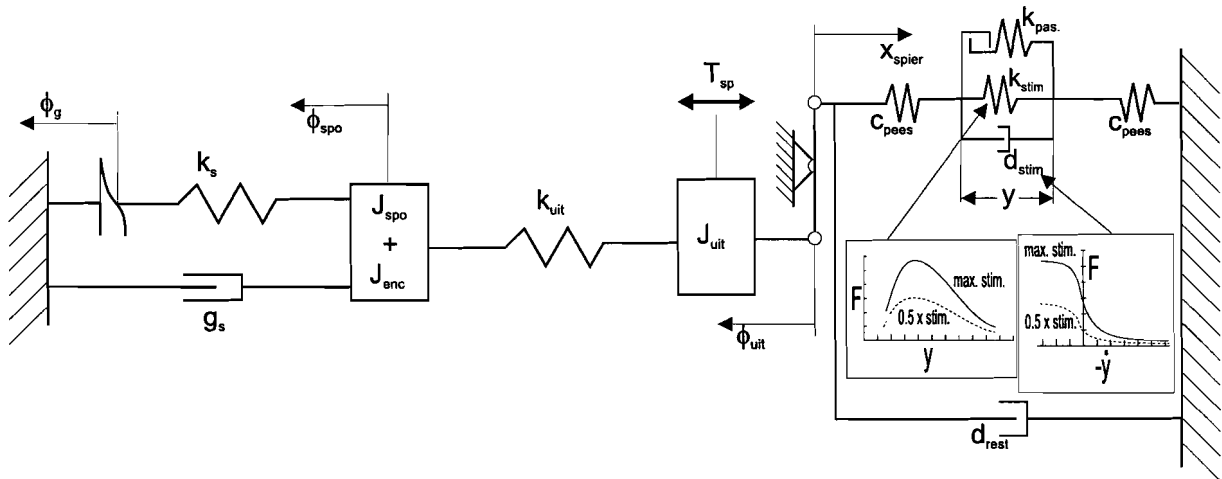 ϕg
ϕspo
ks
Jspo
+
Jenc
gs
kuit
Tsp
Juit
ϕuit
xspier
kpas.
kstim
cpees
cpees
dstim
y
F
max. stim.
0.5 x stim.
y
max. stim.
F
0.5 x stim.
-ẏ
drest